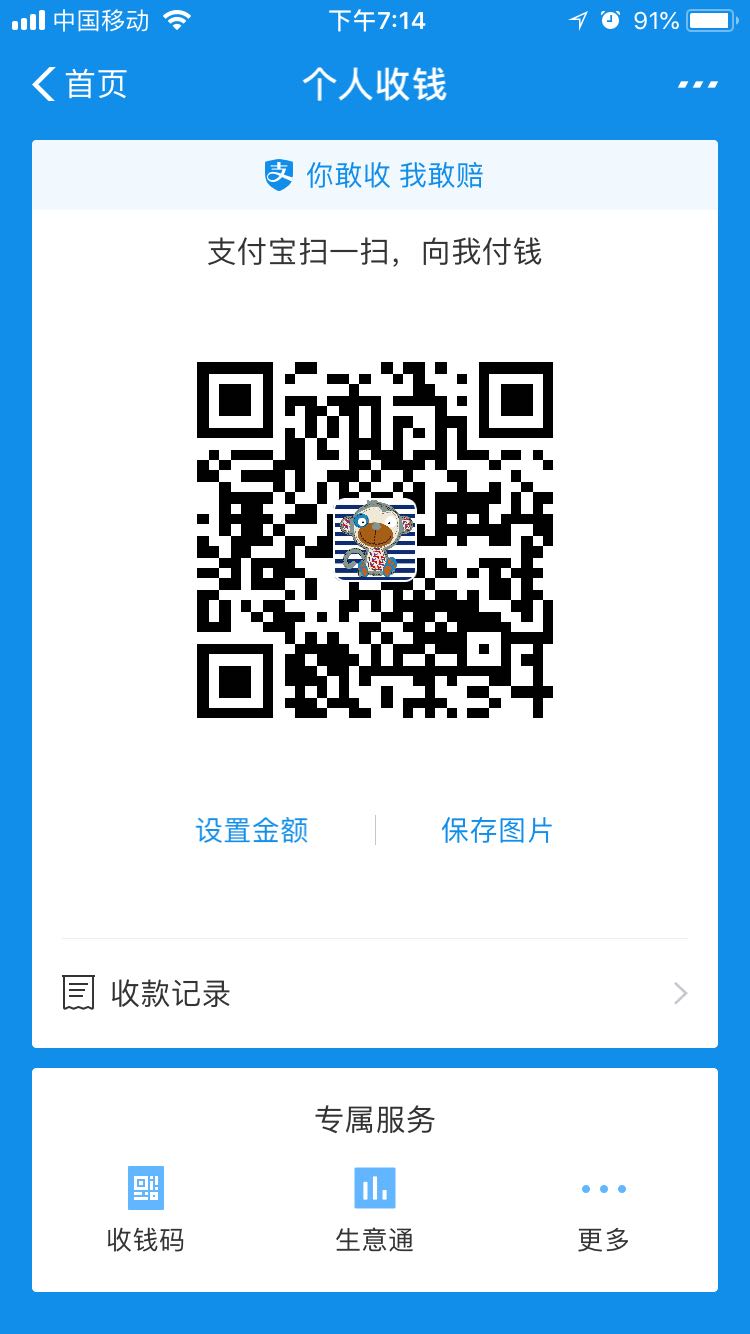 中国移动 下午7:14 91%
首页 个人收钱
支 你敢收 我敢赔
支付宝扫一扫，向我付钱
设置金额 保存图片
收款记录
专属服务
收钱码 生意通 更多